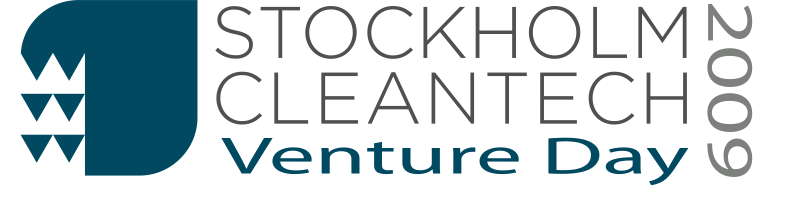 STOCKHOLM
CLEANTECH
Venture Day
2009